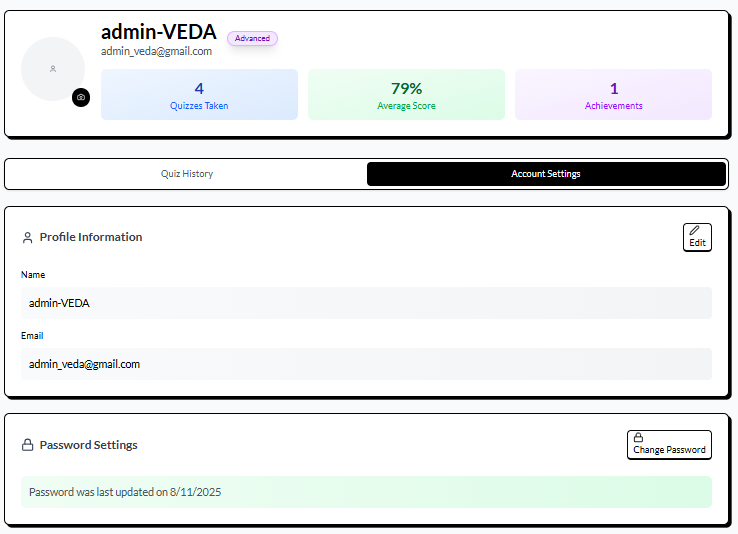 admin-VEDA
Advanced
admin_veda@gmail.com
4
Quizzes Taken
79%
Average Score
1
Achievements
Quiz History
Account Settings
Profile Information
Edit
Name
admin-VEDA
Email
admin_veda@gmail.com
Password Settings
Change Password
Password was last updated on 8/11/2025